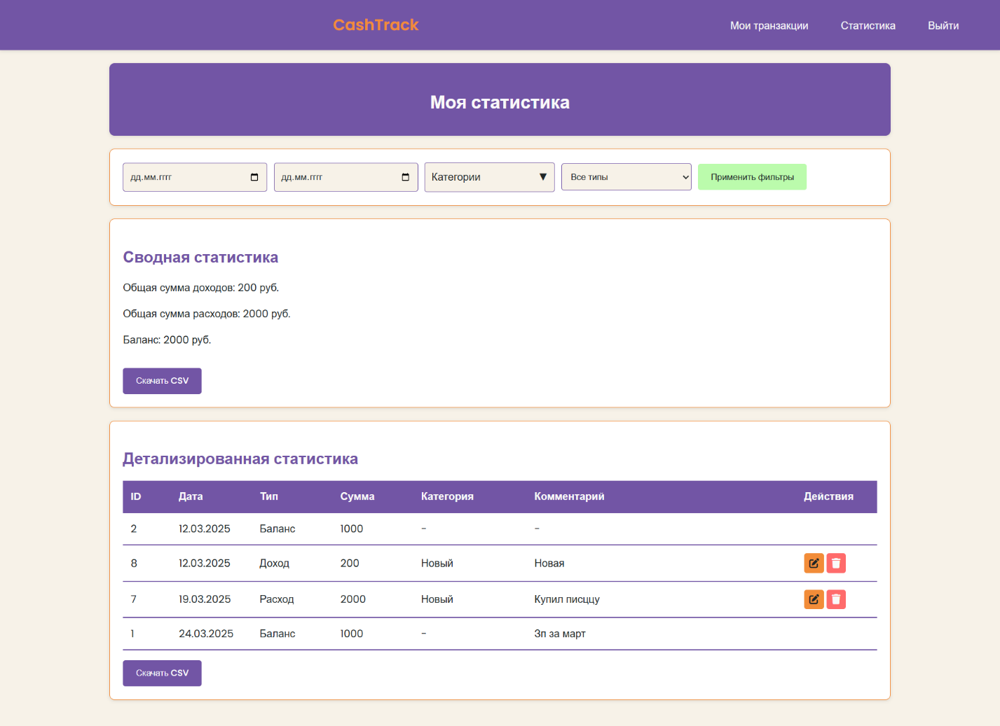 CashTrack
Мои транзакции Статистика Выйти
Моя статистика
дд.мм.гггг дд.мм.гггг Категории Все типы Применить фильтры
Сводная статистика
Общая сумма доходов: 200 руб.
Общая сумма расходов: 2000 руб.
Баланс: 2000 руб.
Скачать CSV
Детализированная статистика
ID Дата Тип Сумма Категория Комментарий Действия
2 12.03.2025 Баланс 1000 - -
8 12.03.2025 Доход 200 Новый Новая
7 19.03.2025 Расход 2000 Новый Купил писццу
1 24.03.2025 Баланс 1000 - Зп за март
Скачать CSV